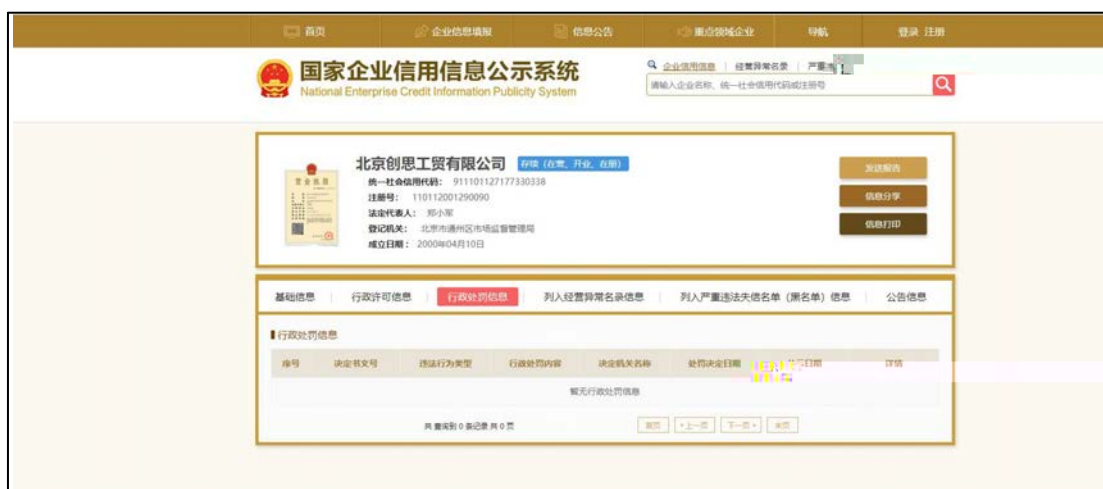 首页 企业信息填报 信息公告 重点领域企业 导航 登录 注册
国家企业信用信息公示系统
National Enterprise Credit Information Publicity System
企业信用信息 | 经营异常名录 | 严重
请输入企业名称、统一社会信用代码或注册号
北京创思工贸有限公司 存续（在营、开业、在册）
统一社会信用代码： 911101127177330338
注册号： 110112001290090
法定代表人： 郑小军
登记机关： 北京市通州区市场监督管理局
成立日期： 2000年04月10日
营业执照
发送报告
信息分享
信息打印
基础信息 | 行政许可信息 | 行政处罚信息 | 列入经营异常名录信息 | 列入严重违法失信名单（黑名单）信息 | 公告信息
行政处罚信息
序号 决定书文号 违法行为类型 行政处罚内容 决定机关名称 处罚决定日期 公示日期 详情
暂无行政处罚信息
共 查询到 0 条记录 共 0 页 首页 上一页 下一页 末页